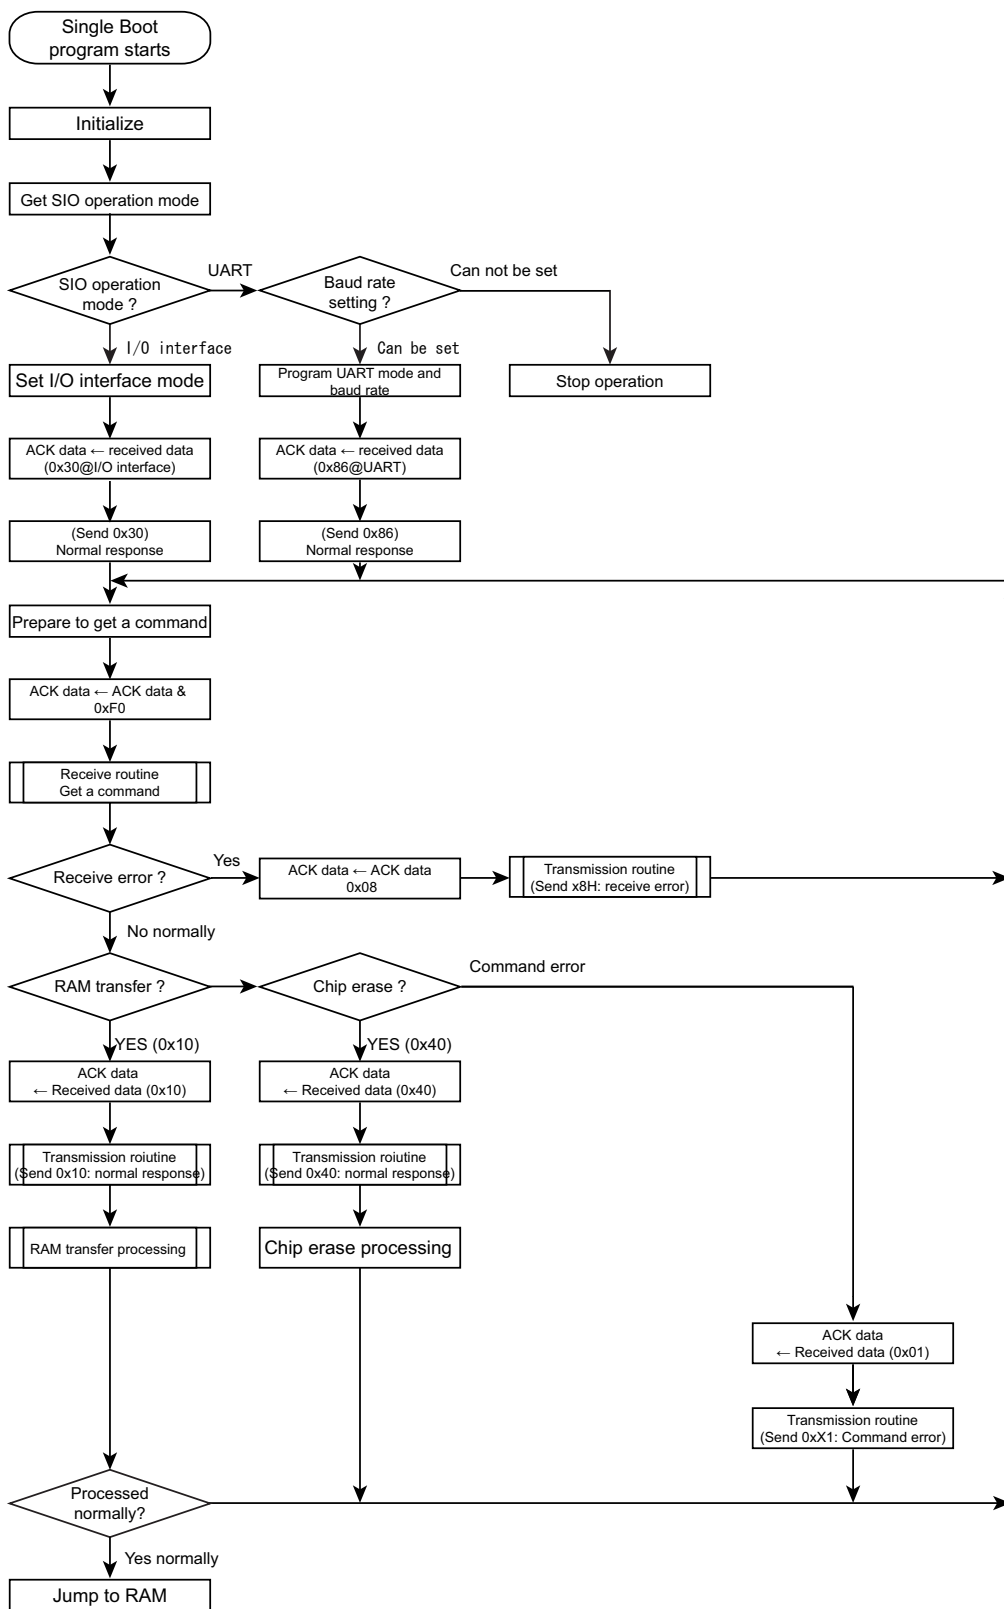 Single Boot
program starts
Initialize
Get SIO operation mode
SIO operation
mode ?
UART
Baud rate
setting ?
Can not be set
I/O interface
Can be set
Set I/O interface mode
Program UART mode and
baud rate
Stop operation
ACK data ← received data
(0x30@I/O interface)
ACK data ← received data
(0x86@UART)
(Send 0x30)
Normal response
(Send 0x86)
Normal response
Prepare to get a command
ACK data ← ACK data &
0xF0
Receive routine
Get a command
Receive error ?
Yes
ACK data ← ACK data
0x08
Transmission routine
(Send x8H: receive error)
No normally
RAM transfer ?
Chip erase ?
Command error
YES (0x10)
YES (0x40)
ACK data
← Received data (0x10)
ACK data
← Received data (0x40)
Transmission roiutine
(Send 0x10: normal response)
Transmission roiutine
(Send 0x40: normal response)
RAM transfer processing
Chip erase processing
ACK data
← Received data (0x01)
Transmission routine
(Send 0xX1: Command error)
Processed
normally?
Yes normally
Jump to RAM